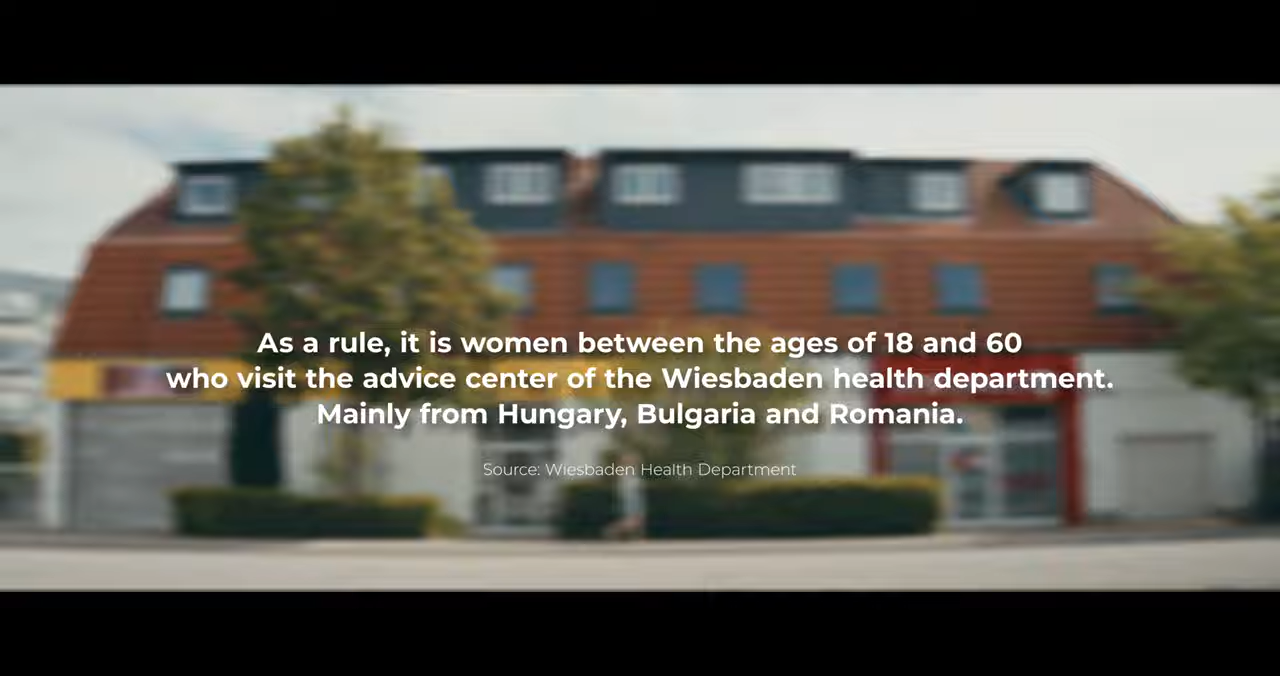 As a rule, it is women between the ages of 18 and 60
who visit the advice center of the Wiesbaden health department.
Mainly from Hungary, Bulgaria and Romania.
Source: Wiesbaden Health Department